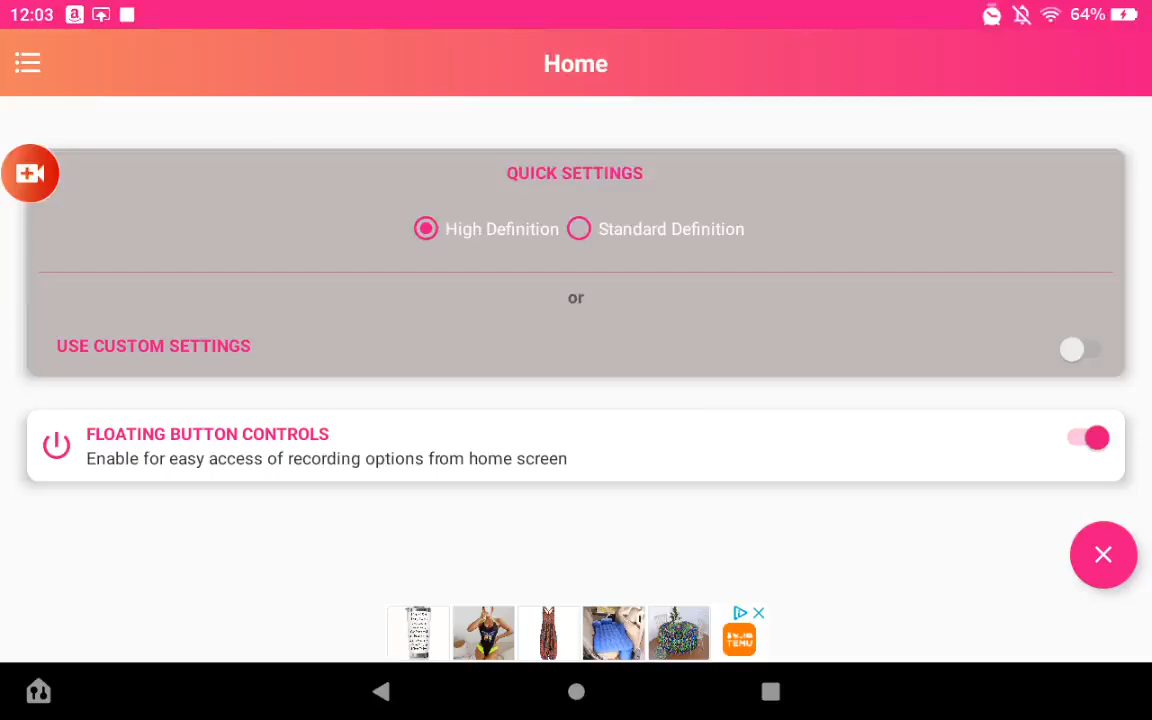 12:03
64%
Home
QUICK SETTINGS
High Definition
Standard Definition
or
USE CUSTOM SETTINGS
FLOATING BUTTON CONTROLS
Enable for easy access of recording options from home screen
TEMU